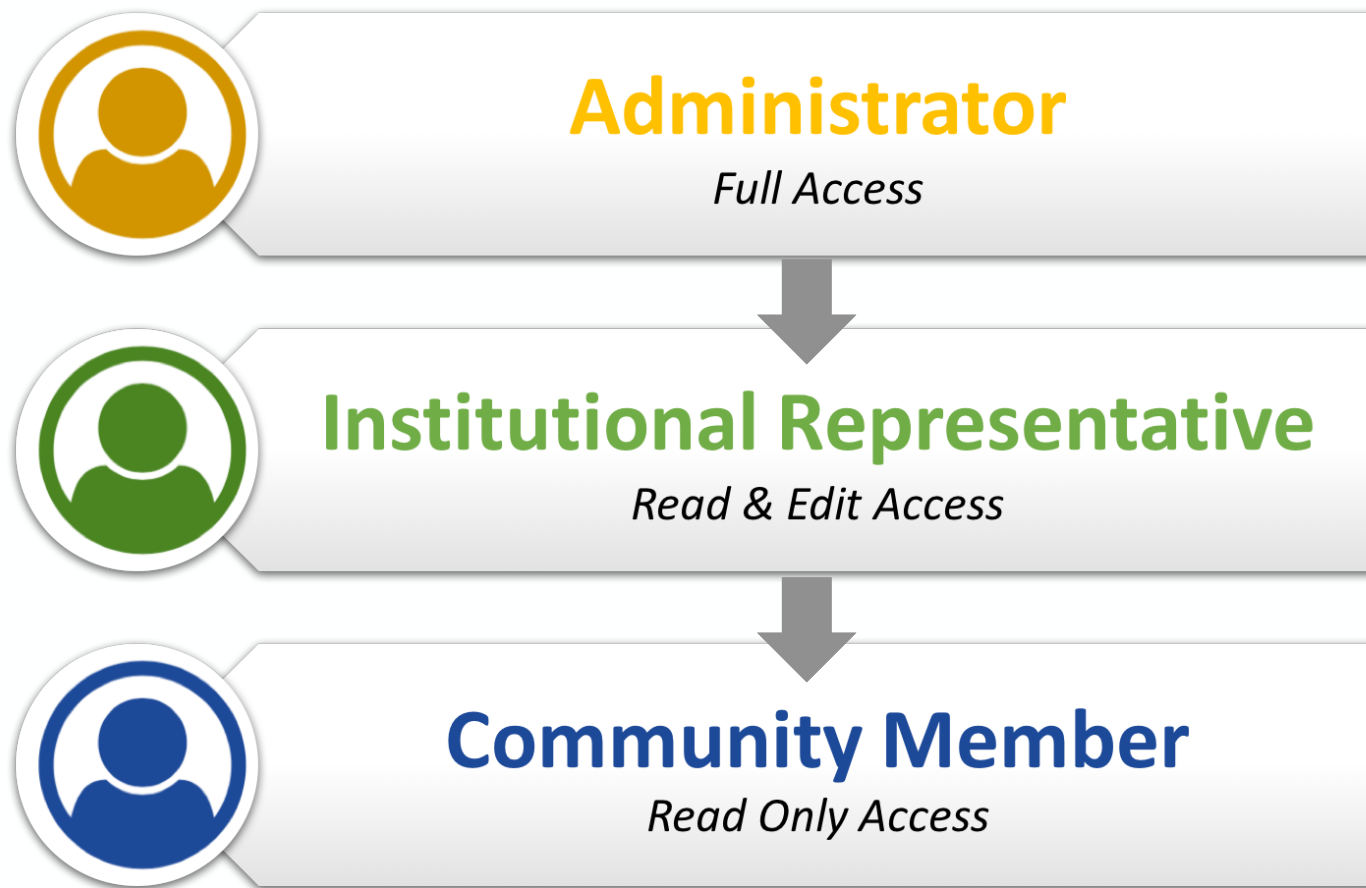 Administrator
Full Access
Institutional Representative
Read & Edit Access
Community Member
Read Only Access